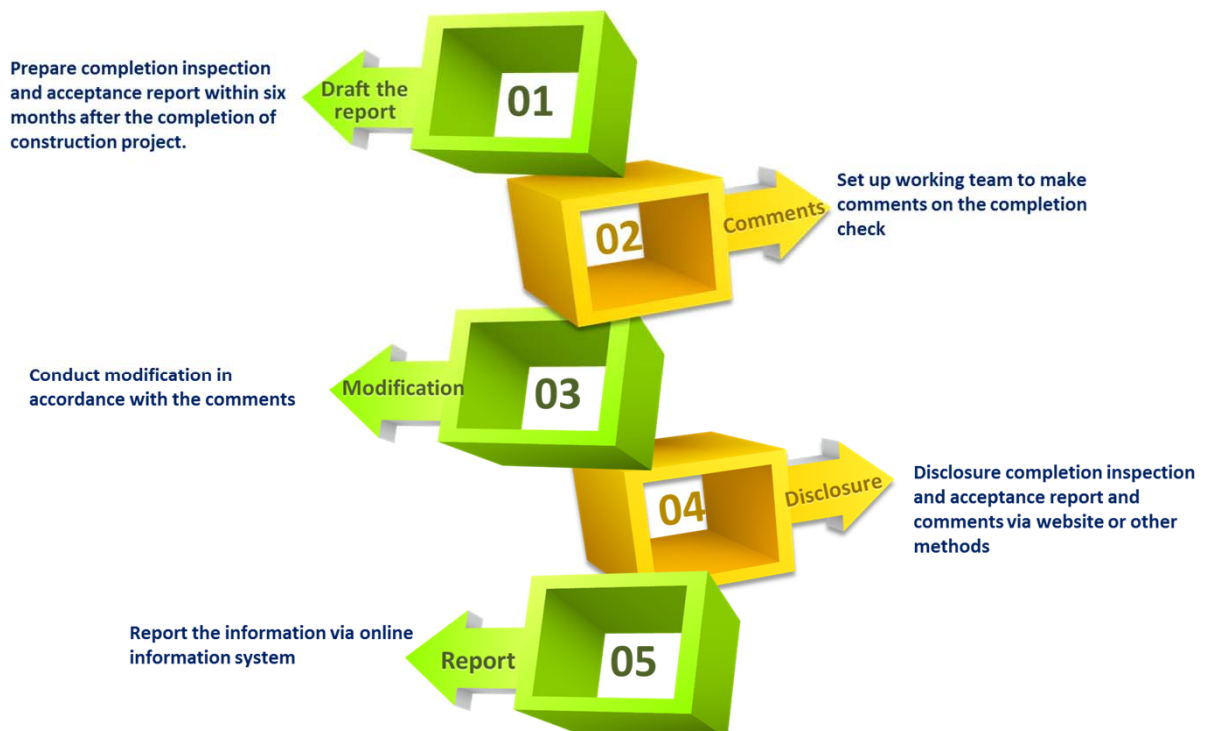 Prepare completion inspection
and acceptance report within six
months after the completion of
construction project.
Draft the
report
01
02
Comments
Set up working team to make
comments on the completion
check
Conduct modification in
accordance with the comments
Modification
03
04
Disclosure
Disclosure completion inspection
and acceptance report and
comments via website or other
methods
Report the information via online
information system
Report
05